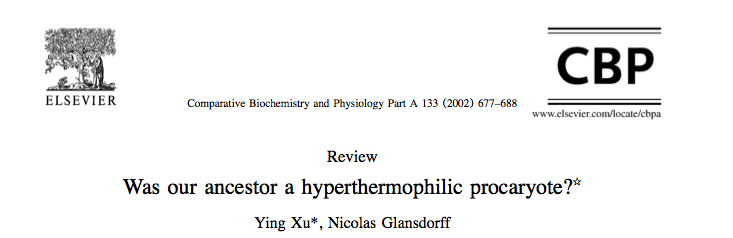 ELSEVIER
Comparative Biochemistry and Physiology Part A 133 (2002) 677–688
CBP
www.elsevier.com/locate/cbpa
Review
Was our ancestor a hyperthermophilic procaryote?☆
Ying Xu*, Nicolas Glansdorff